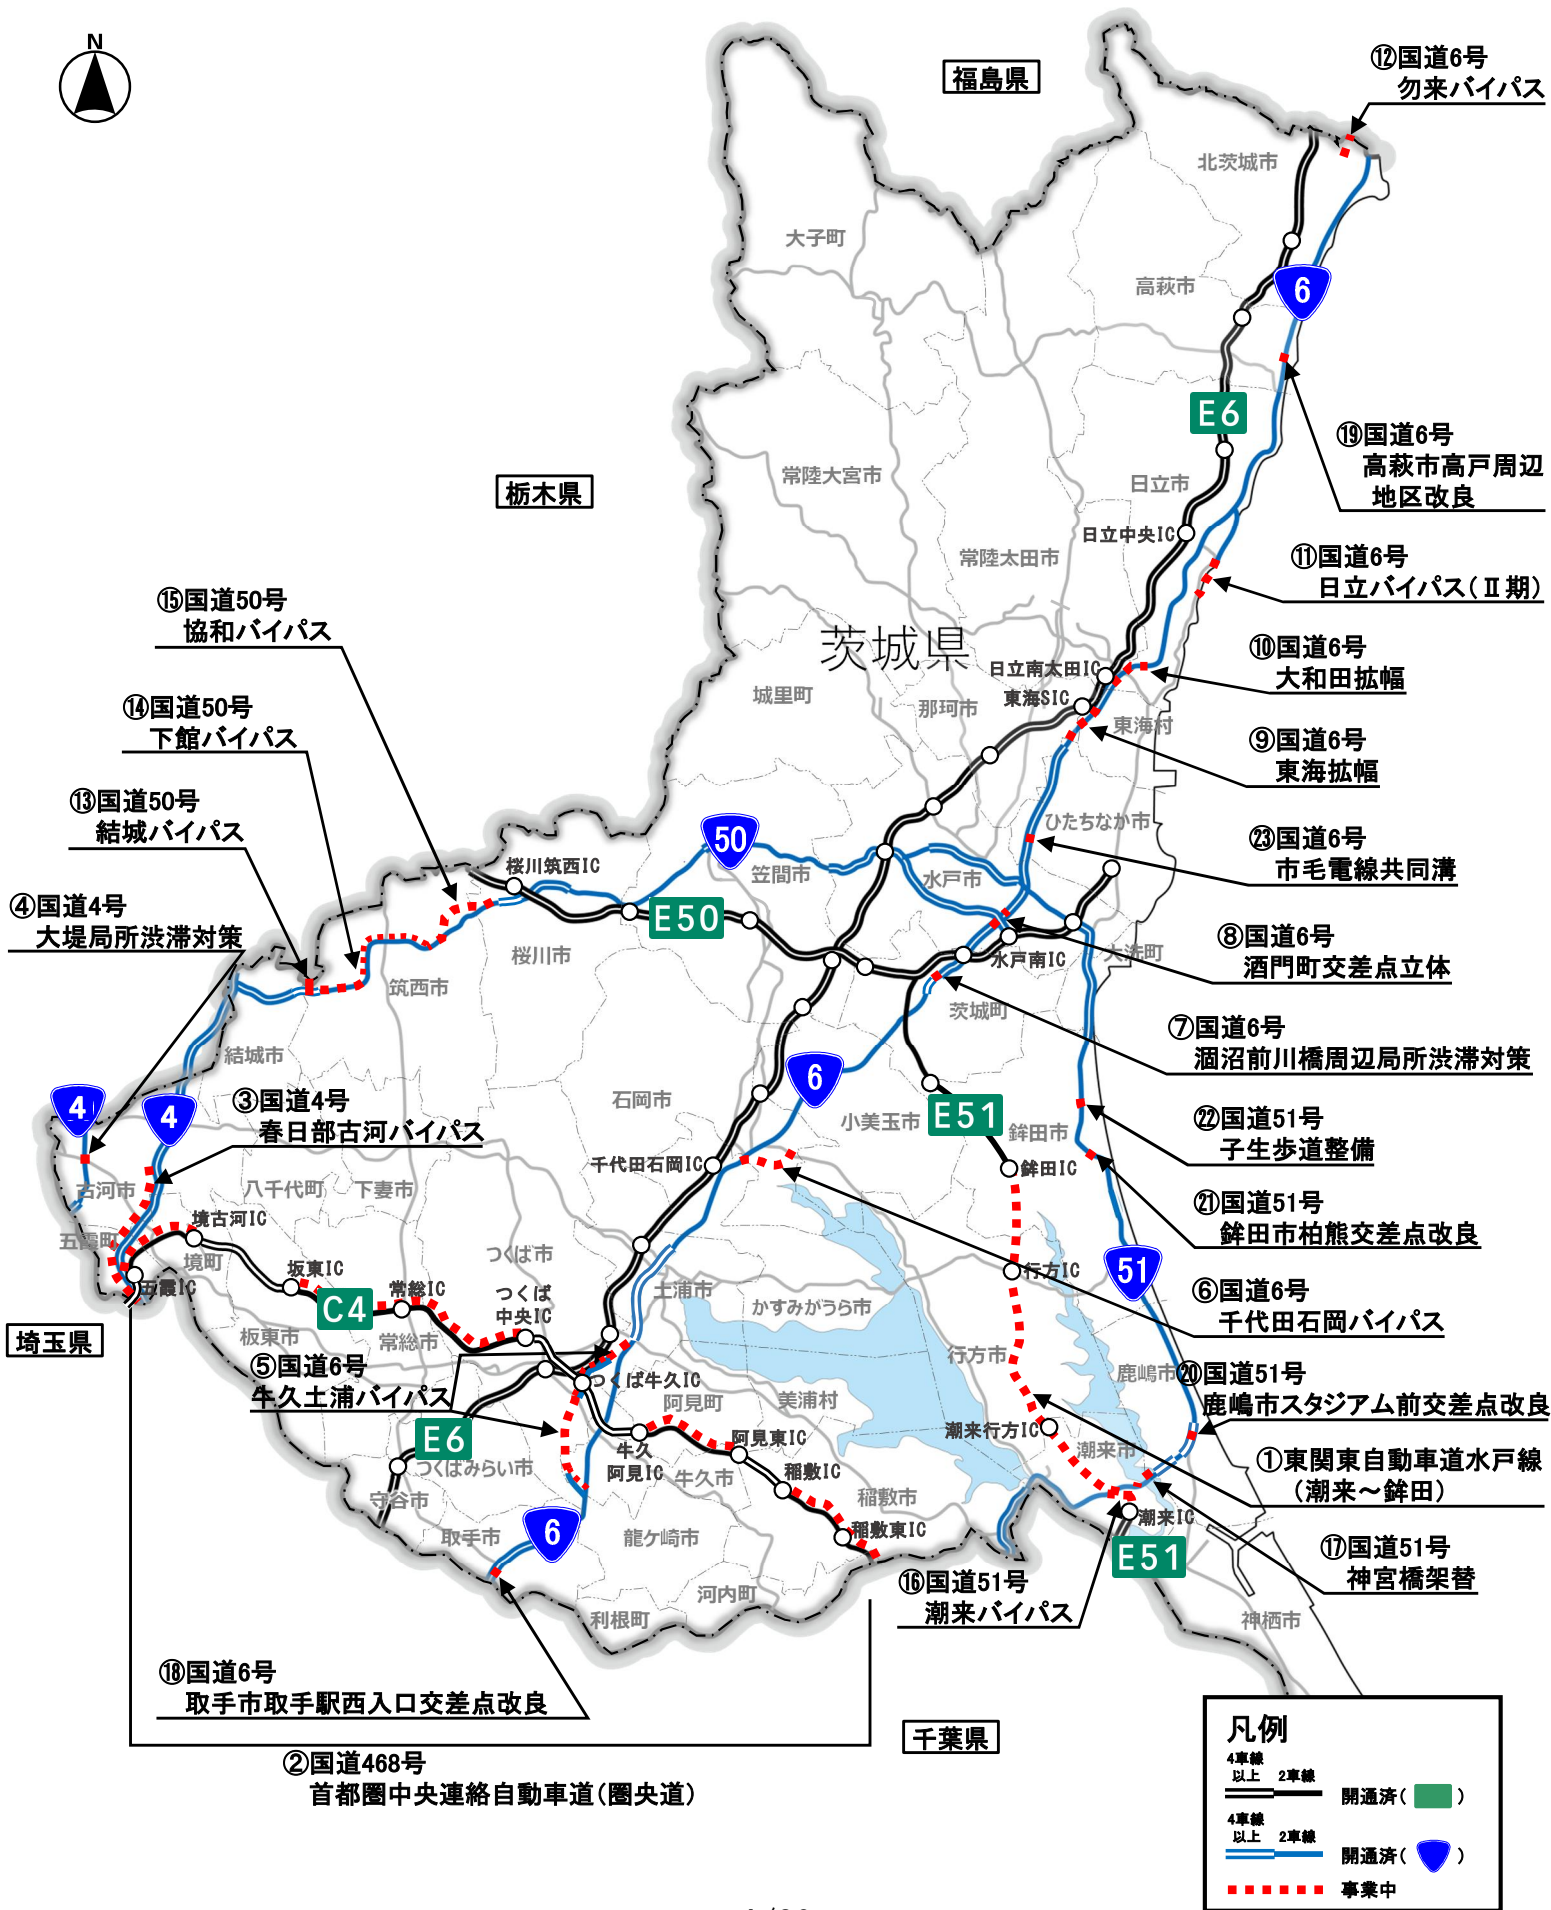 N
福島県
⑫国道6号
勿来バイパス
北茨城市
大子町
高萩市
6
E6
⑲国道6号
高萩市高戸周辺
地区改良
栃木県
常陸大宮市
日立市
日立中央IC
常陸太田市
⑪国道6号
日立バイパス(Ⅱ期)
⑮国道50号
協和バイパス
茨城県
⑩国道6号
大和田拡幅
日立南太田IC
東海SIC
城里町
那珂市
東海村
⑭国道50号
下館バイパス
⑨国道6号
東海拡幅
⑬国道50号
結城バイパス
50
ひたちなか市
㉓国道6号
市毛電線共同溝
桜川筑西IC
笠間市
水戸市
④国道4号
大堤局所渋滞対策
E50
桜川市
水戸南IC
大洗町
⑧国道6号
酒門町交差点立体
筑西市
茨城町
⑦国道6号
涸沼前川橋周辺局所渋滞対策
結城市
4
4
③国道4号
春日部古河バイパス
石岡市
6
小美玉市
E51
鉾田市
㉒国道51号
子生歩道整備
千代田石岡IC
鉾田IC
古河市
八千代町
下妻市
㉑国道51号
鉾田市柏熊交差点改良
境古河IC
五霞町
境町
つくば市
行方IC
51
五霞IC
坂東IC
C4
常総IC
つくば
中央IC
土浦市
かすみがうら市
⑥国道6号
千代田石岡バイパス
埼玉県
板東市
常総市
行方市
⑤国道6号
牛久土浦バイパス
つくば牛久IC
鹿嶋市
⑳国道51号
鹿嶋市スタジアム前交差点改良
阿見町
美浦村
E6
潮来行方IC
潮来市
牛久
阿見IC
阿見東IC
①東関東自動車道水戸線
(潮来～鉾田)
つくばみらい市
牛久市
稲敷IC
守谷市
稲敷市
取手市
6
龍ケ崎市
稲敷東IC
潮来IC
E51
⑰国道51号
神宮橋架替
⑯国道51号
潮来バイパス
河内町
利根町
神栖市
⑱国道6号
取手市取手駅西入口交差点改良
千葉県
②国道468号
首都圏中央連絡自動車道(圏央道)
凡例
4車線
以上 2車線
開通済( )
4車線
以上 2車線
開通済( )
事業中